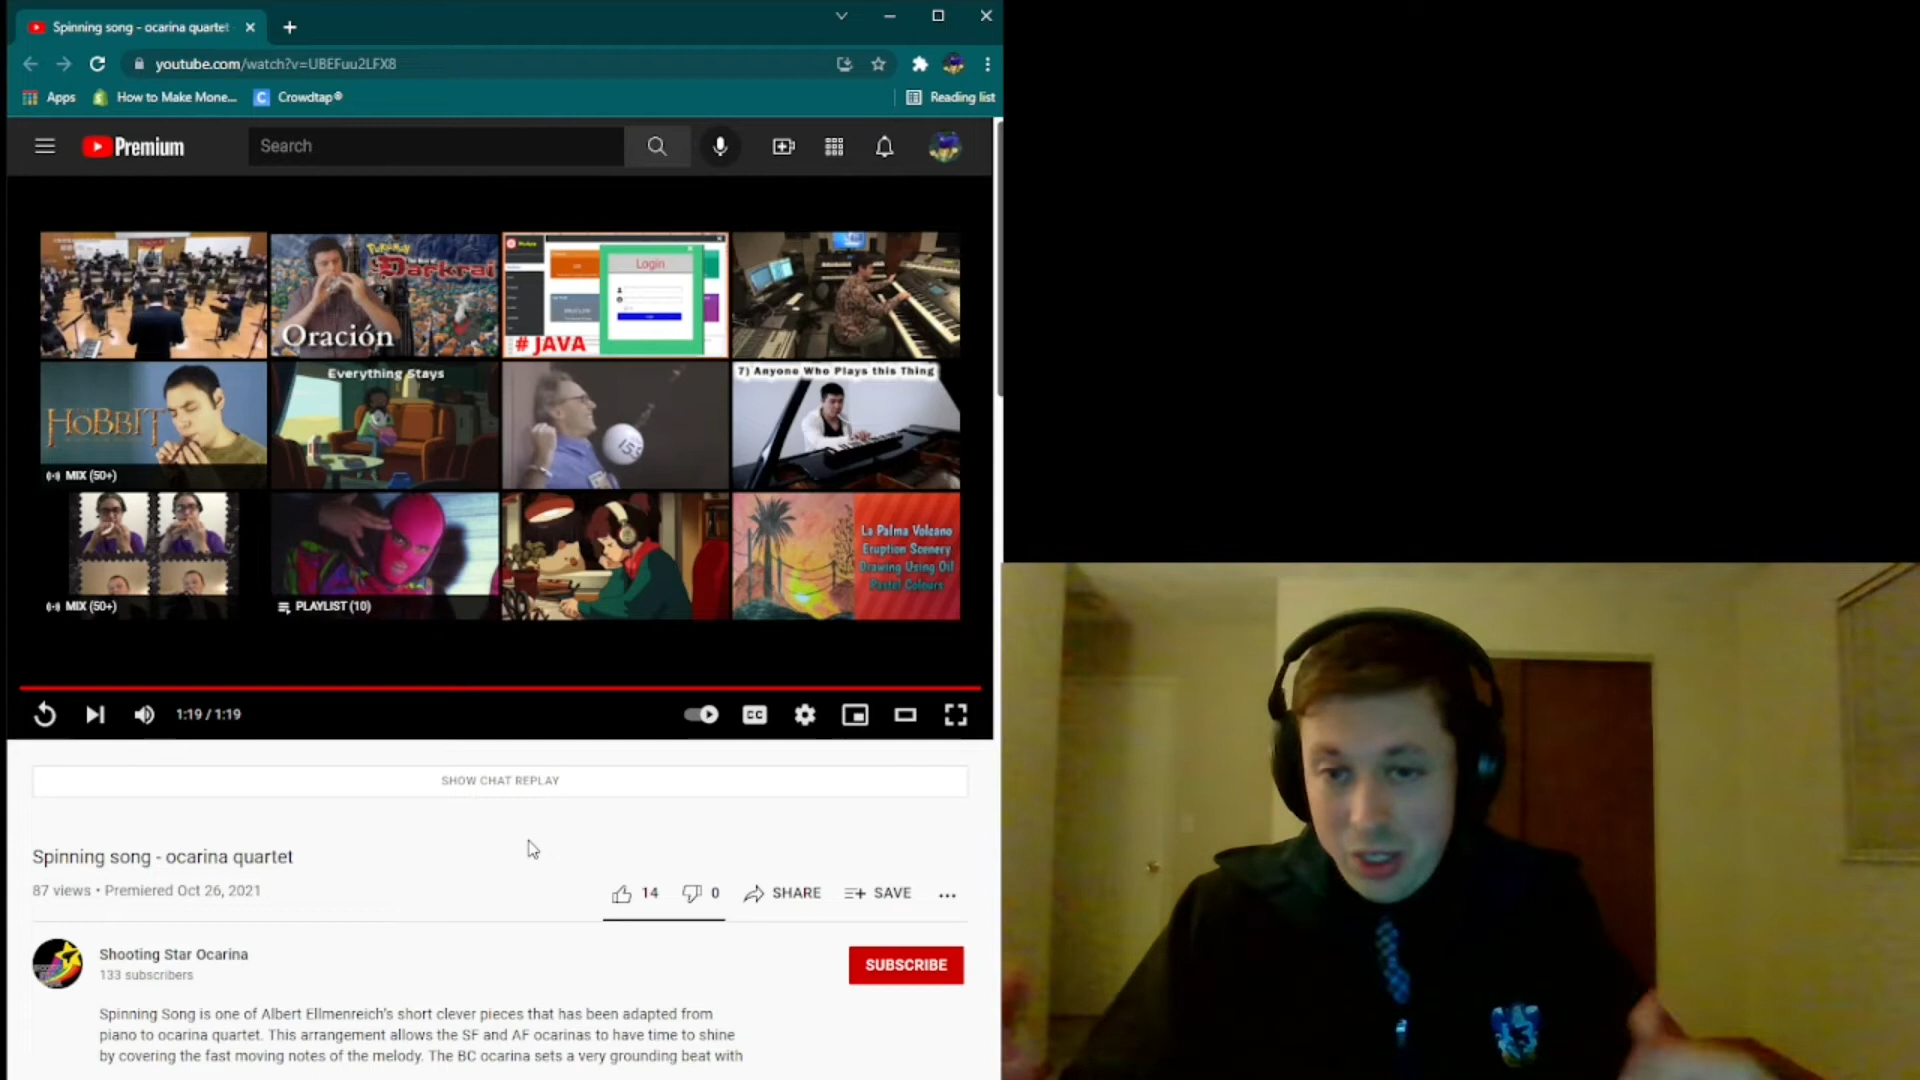 Spinning song - ocarina quartet
youtube.com/watch?v=UBEFuu2LFX8
Apps
How to Make Mone...
Crowdtap®
Reading list
Premium
Search
POKéMON
Darkrai
Oración
Login
# JAVA
HOBBIT
MIX (50+)
Everything Stays
155
7) Anyone Who Plays this Thing
MIX (50+)
PLAYLIST (10)
La Palma Volcano
Eruption Scenery
Drawing Using Oil
Pastel Colours
1:19 / 1:19
CC
SHOW CHAT REPLAY
Spinning song - ocarina quartet
87 views • Premiered Oct 26, 2021
14
0
SHARE
SAVE
Shooting Star Ocarina
133 subscribers
SUBSCRIBE
Spinning Song is one of Albert Ellmenreich's short clever pieces that has been adapted from
piano to ocarina quartet. This arrangement allows the SF and AF ocarinas to have time to shine
by covering the fast moving notes of the melody. The BC ocarina sets a very grounding beat with